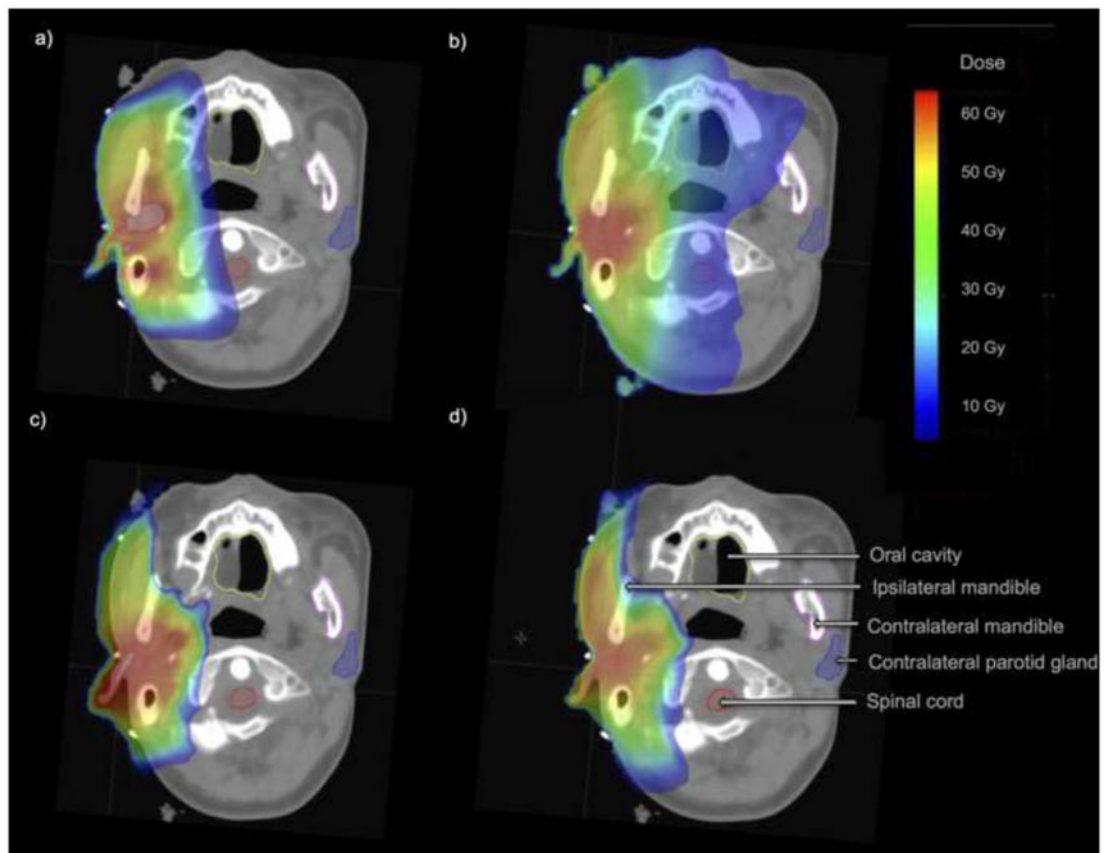 a)
b)
Dose
60 Gy
50 Gy
40 Gy
30 Gy
20 Gy
10 Gy
c)
d)
Oral cavity
Ipsilateral mandible
Contralateral mandible
Contralateral parotid gland
Spinal cord